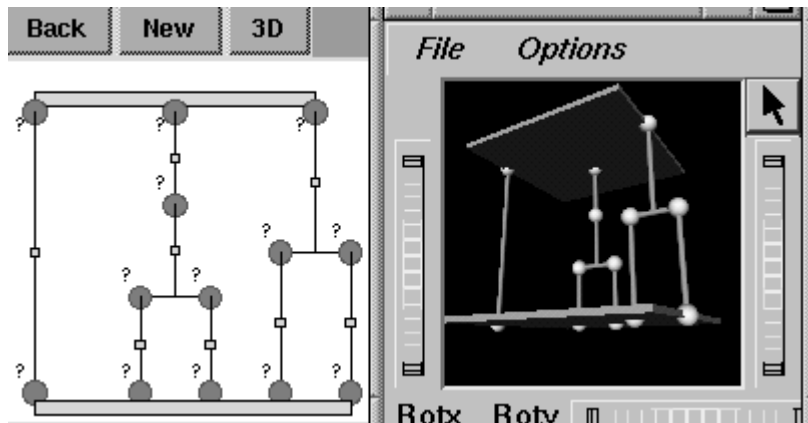 Back New 3D
File Options
?
? ? ?
?
? ?
? ?
? ? ? ? ?
Rotx Roty